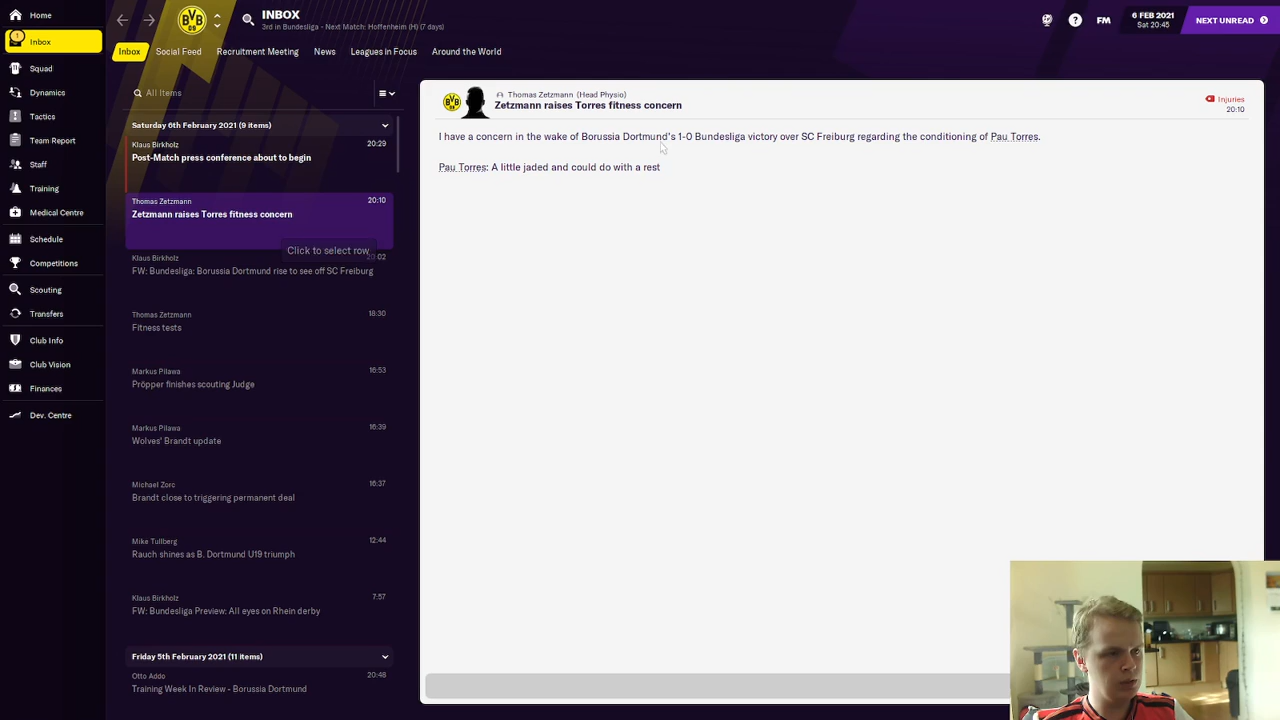 Home
INBOX
3rd in Bundesliga - Next Match: Hoffenheim (H) (7 days)
FM
6 FEB 2021
Sat 20:45
NEXT UNREAD
Inbox
Inbox
Social Feed
Recruitment Meeting
News
Leagues in Focus
Around the World
Squad
Dynamics
Tactics
Team Report
Staff
Training
Medical Centre
Schedule
Competitions
Scouting
Transfers
Club Info
Club Vision
Finances
Dev. Centre
All Items
Saturday 6th February 2021 (9 items)
Klaus Birkholz 20:29
Post-Match press conference about to begin
Thomas Zetzmann 20:10
Zetzmann raises Torres fitness concern
Click to select row
Klaus Birkholz 20:02
FW: Bundesliga: Borussia Dortmund rise to see off SC Freiburg
Thomas Zetzmann 18:30
Fitness tests
Markus Pilawa 16:53
Pröpper finishes scouting Judge
Markus Pilawa 16:39
Wolves' Brandt update
Michael Zorc 16:37
Brandt close to triggering permanent deal
Mike Tullberg 12:44
Rauch shines as B. Dortmund U19 triumph
Klaus Birkholz 7:57
FW: Bundesliga Preview: All eyes on Rhein derby
Friday 5th February 2021 (11 items)
Otto Addo 20:48
Training Week In Review - Borussia Dortmund
Thomas Zetzmann (Head Physio)
Zetzmann raises Torres fitness concern
Injuries
20:10
I have a concern in the wake of Borussia Dortmund's 1-0 Bundesliga victory over SC Freiburg regarding the conditioning of Pau Torres.
Pau Torres: A little jaded and could do with a rest